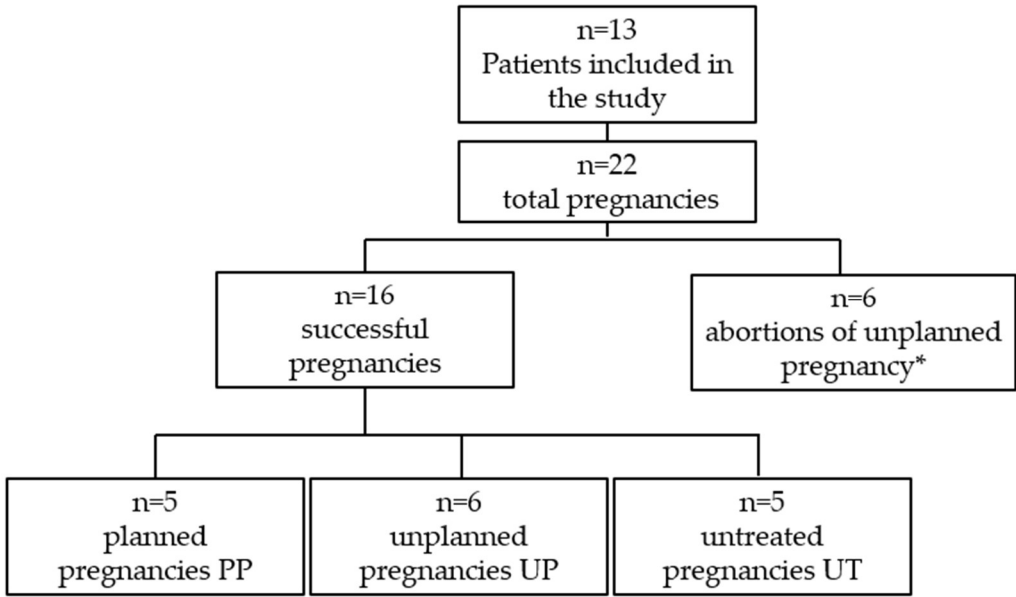 n=13
Patients included in
the study
n=22
total pregnancies
n=16
successful
pregnancies
n=6
abortions of unplanned
pregnancy*
n=5
planned
pregnancies PP
n=6
unplanned
pregnancies UP
n=5
untreated
pregnancies UT